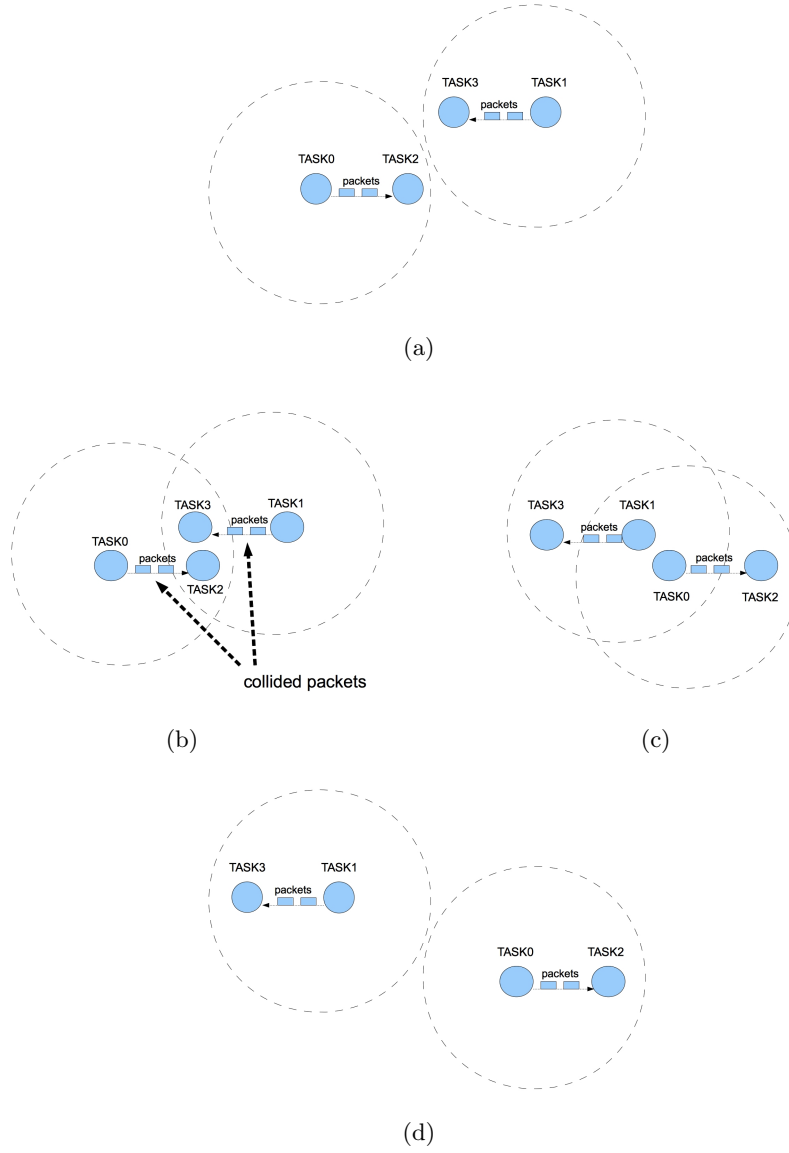 TASK3 TASK1
packets
TASK0 TASK2
packets
(a)
TASK3 TASK1
packets
TASK0
packets
TASK2
collided packets
(b)
TASK3 TASK1
packets
packets
TASK0 TASK2
(c)
TASK3 TASK1
packets
TASK0 TASK2
packets
(d)